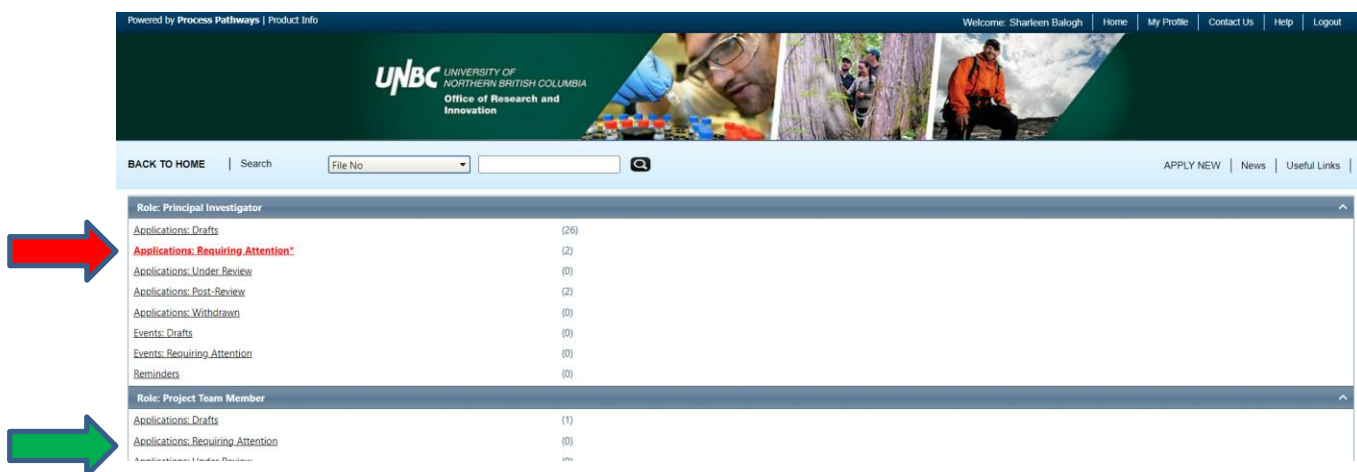 Powered by Process Pathways | Product Info
Welcome: Sharleen Balogh | Home | My Profile | Contact Us | Help | Logout
UNBC UNIVERSITY OF
NORTHERN BRITISH COLUMBIA
Office of Research and
Innovation
BACK TO HOME | Search File No APPLY NEW | News | Useful Links |
Role: Principal Investigator
Applications: Drafts (26)
Applications: Requiring Attention* (2)
Applications: Under Review (0)
Applications: Post-Review (2)
Applications: Withdrawn (0)
Events: Drafts (0)
Events: Requiring Attention (0)
Reminders (0)
Role: Project Team Member
Applications: Drafts (1)
Applications: Requiring Attention (0)
Applications: Under Review (0)